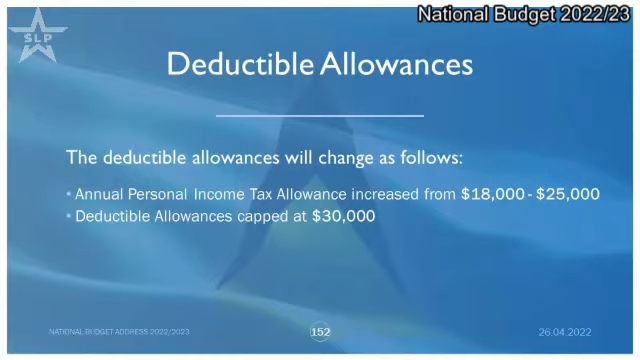 National Budget 2022/23
SLP
Deductible Allowances
The deductible allowances will change as follows:
• Annual Personal Income Tax Allowance increased from $18,000 - $25,000
• Deductible Allowances capped at $30,000
NATIONAL BUDGET ADDRESS 2022/2023
152
26.04.2022